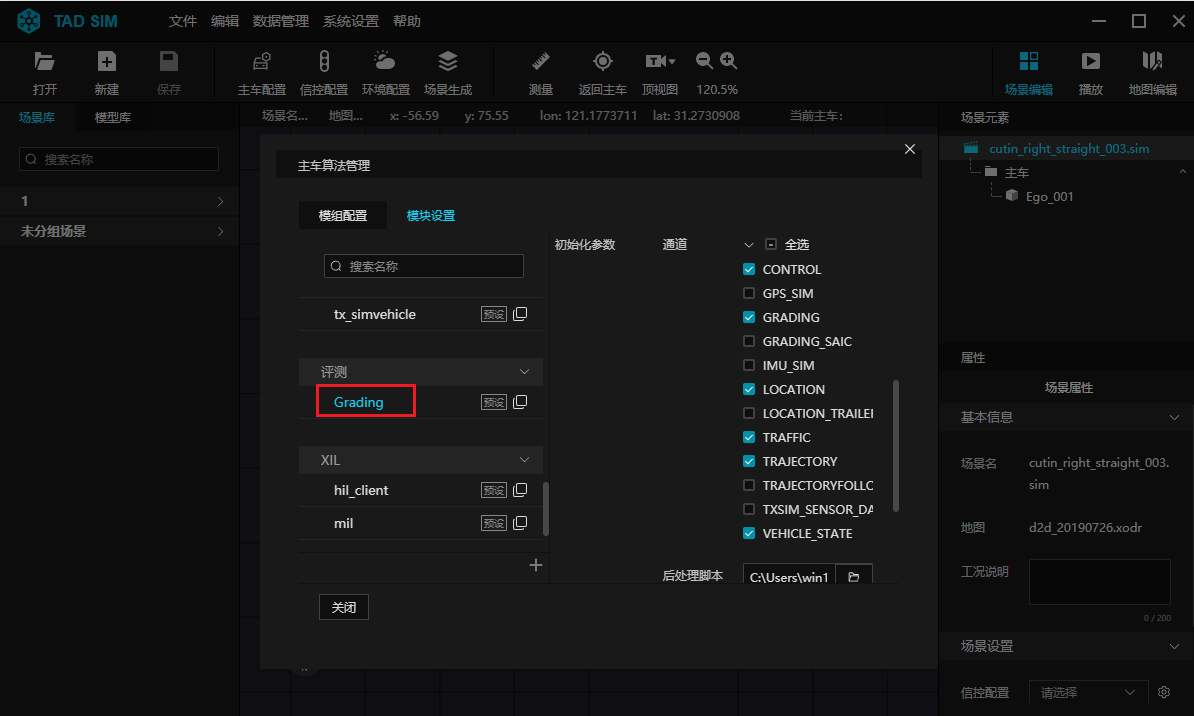 TAD SIM
文件 编辑 数据管理 系统设置 帮助
打开 新建 保存 主车配置 信控配置 环境配置 场景生成 测量 返回主车 顶视图 120.5% 场景编辑 播放 地图编辑
场景库 模型库
场景名... 地图... x: -56.59 y: 75.55 lon: 121.1773711 lat: 31.2730908 当前主车:
搜索名称
1
未分组场景
主车算法管理
模组配置 模块设置
搜索名称
tx_simvehicle 预设
评测
Grading 预设
XIL
hil_client 预设
mil 预设
初始化参数 通道
全选
CONTROL
GPS_SIM
GRADING
GRADING_SAIC
IMU_SIM
LOCATION
LOCATION_TRAILE
TRAFFIC
TRAJECTORY
TRAJECTORYFOLLC
TXSIM_SENSOR_DA
VEHICLE_STATE
后处理脚本 C:\Users\win1
关闭
场景元素
cutin_right_straight_003.sim
主车
Ego_001
属性
场景属性
基本信息
场景名 cutin_right_straight_003.
sim
地图 d2d_20190726.xodr
工况说明
0 / 200
场景设置
信控配置 请选择